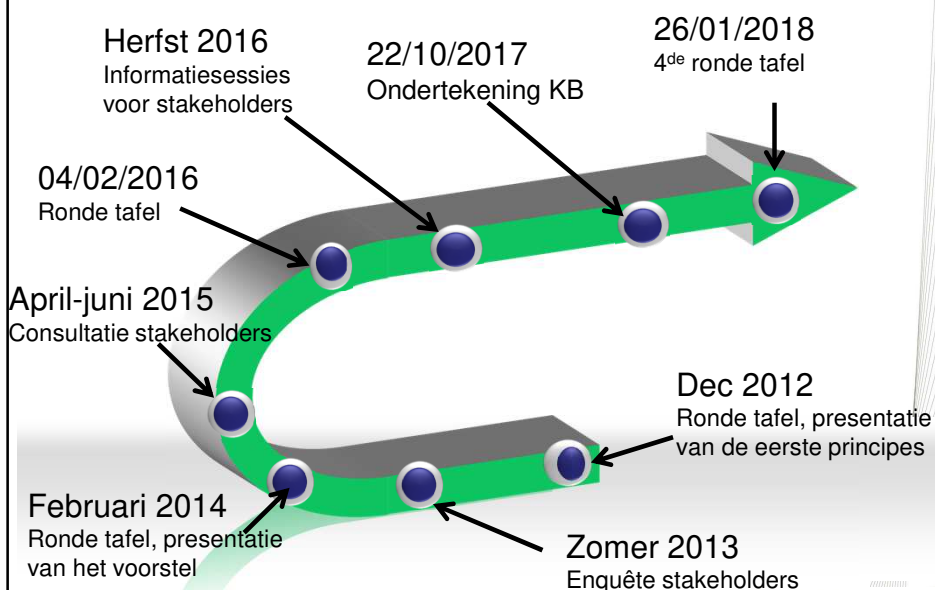 Herfst 2016
Informatiesessies
voor stakeholders
22/10/2017
Ondertekening KB
26/01/2018
4de ronde tafel
04/02/2016
Ronde tafel
April-juni 2015
Consultatie stakeholders
Dec 2012
Ronde tafel, presentatie
van de eerste principes
Februari 2014
Ronde tafel, presentatie
van het voorstel
Zomer 2013
Enquête stakeholders